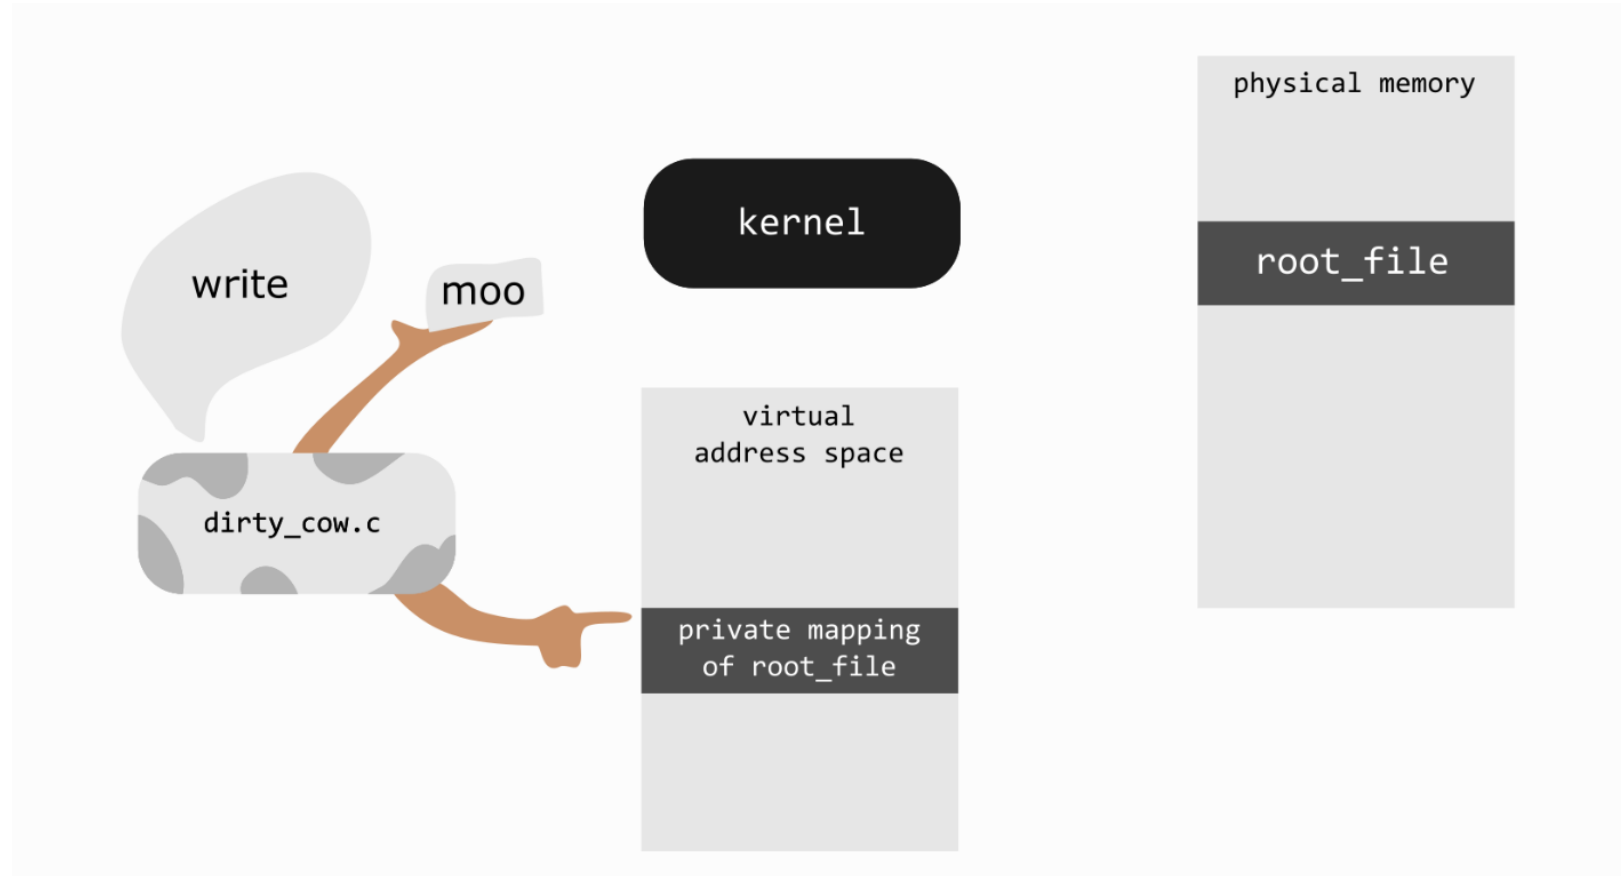 write
moo
dirty_cow.c
kernel
virtual
address space
private mapping
of root_file
physical memory
root_file